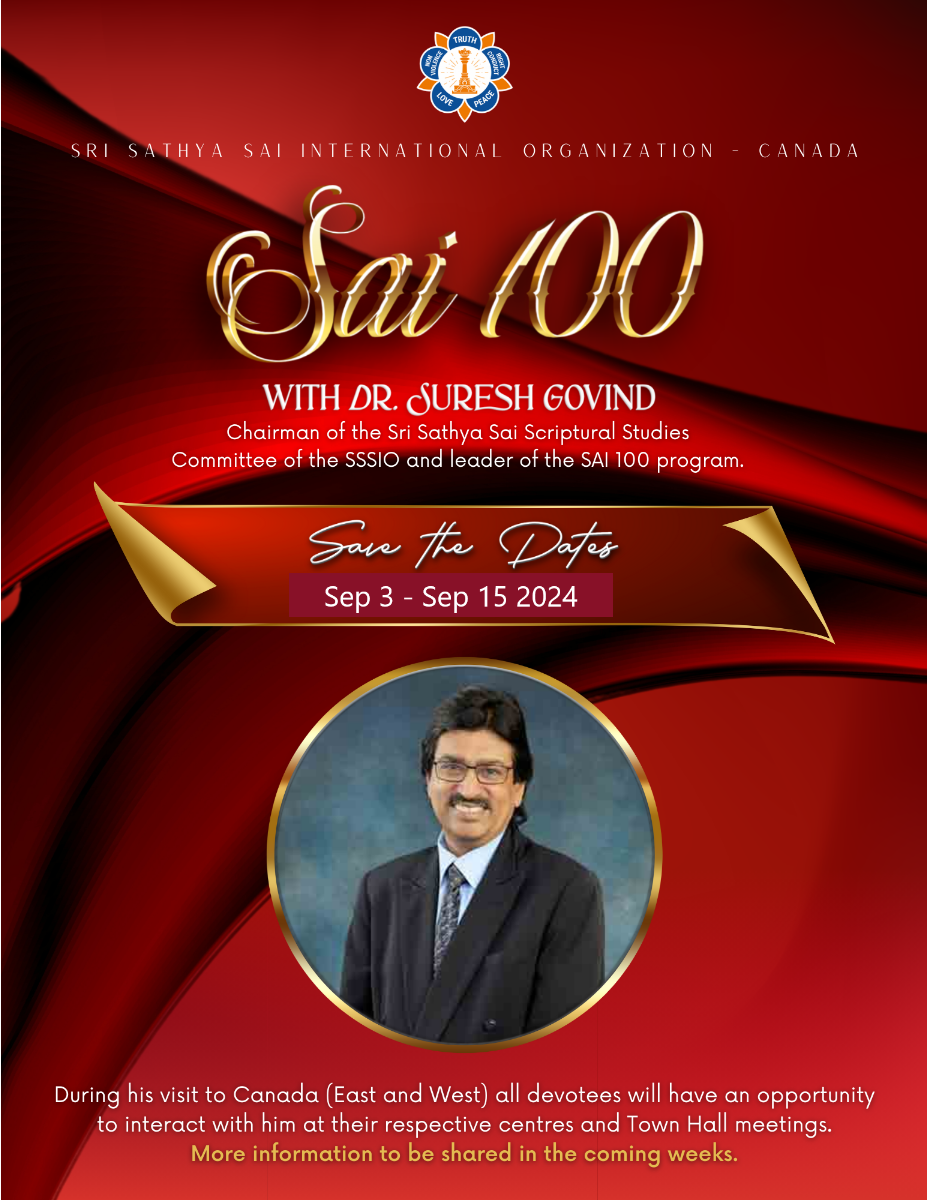 TRUTH
NON VIOLENCE
RIGHT CONDUCT
LOVE
PEACE
SRI SATHYA SAI INTERNATIONAL ORGANIZATION - CANADA
Sai 100
WITH DR. SURESH GOVIND
Chairman of the Sri Sathya Sai Scriptural Studies
Committee of the SSSIO and leader of the SAI 100 program.
Save the Dates
Sep 3 - Sep 15 2024
During his visit to Canada (East and West) all devotees will have an opportunity
to interact with him at their respective centres and Town Hall meetings.
More information to be shared in the coming weeks.